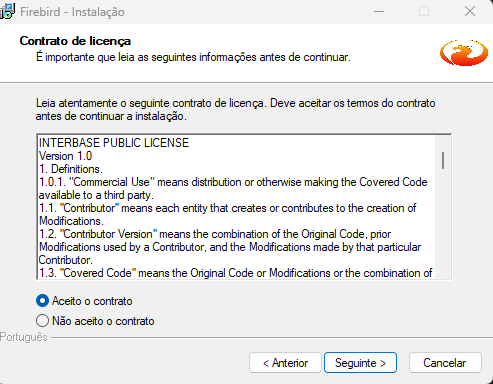 Firebird - Instalação
Contrato de licença
É importante que leia as seguintes informações antes de continuar.
Leia atentamente o seguinte contrato de licença. Deve aceitar os termos do contrato
antes de continuar a instalação.
INTERBASE PUBLIC LICENSE
Version 1.0
1. Definitions.
1.0.1. "Commercial Use" means distribution or otherwise making the Covered Code
available to a third party.
1.1. "Contributor" means each entity that creates or contributes to the creation of
Modifications.
1.2. "Contributor Version" means the combination of the Original Code, prior
Modifications used by a Contributor, and the Modifications made by that particular
Contributor.
1.3. "Covered Code" means the Original Code or Modifications or the combination of
Aceito o contrato
Não aceito o contrato
Português
< Anterior
Seguinte >
Cancelar